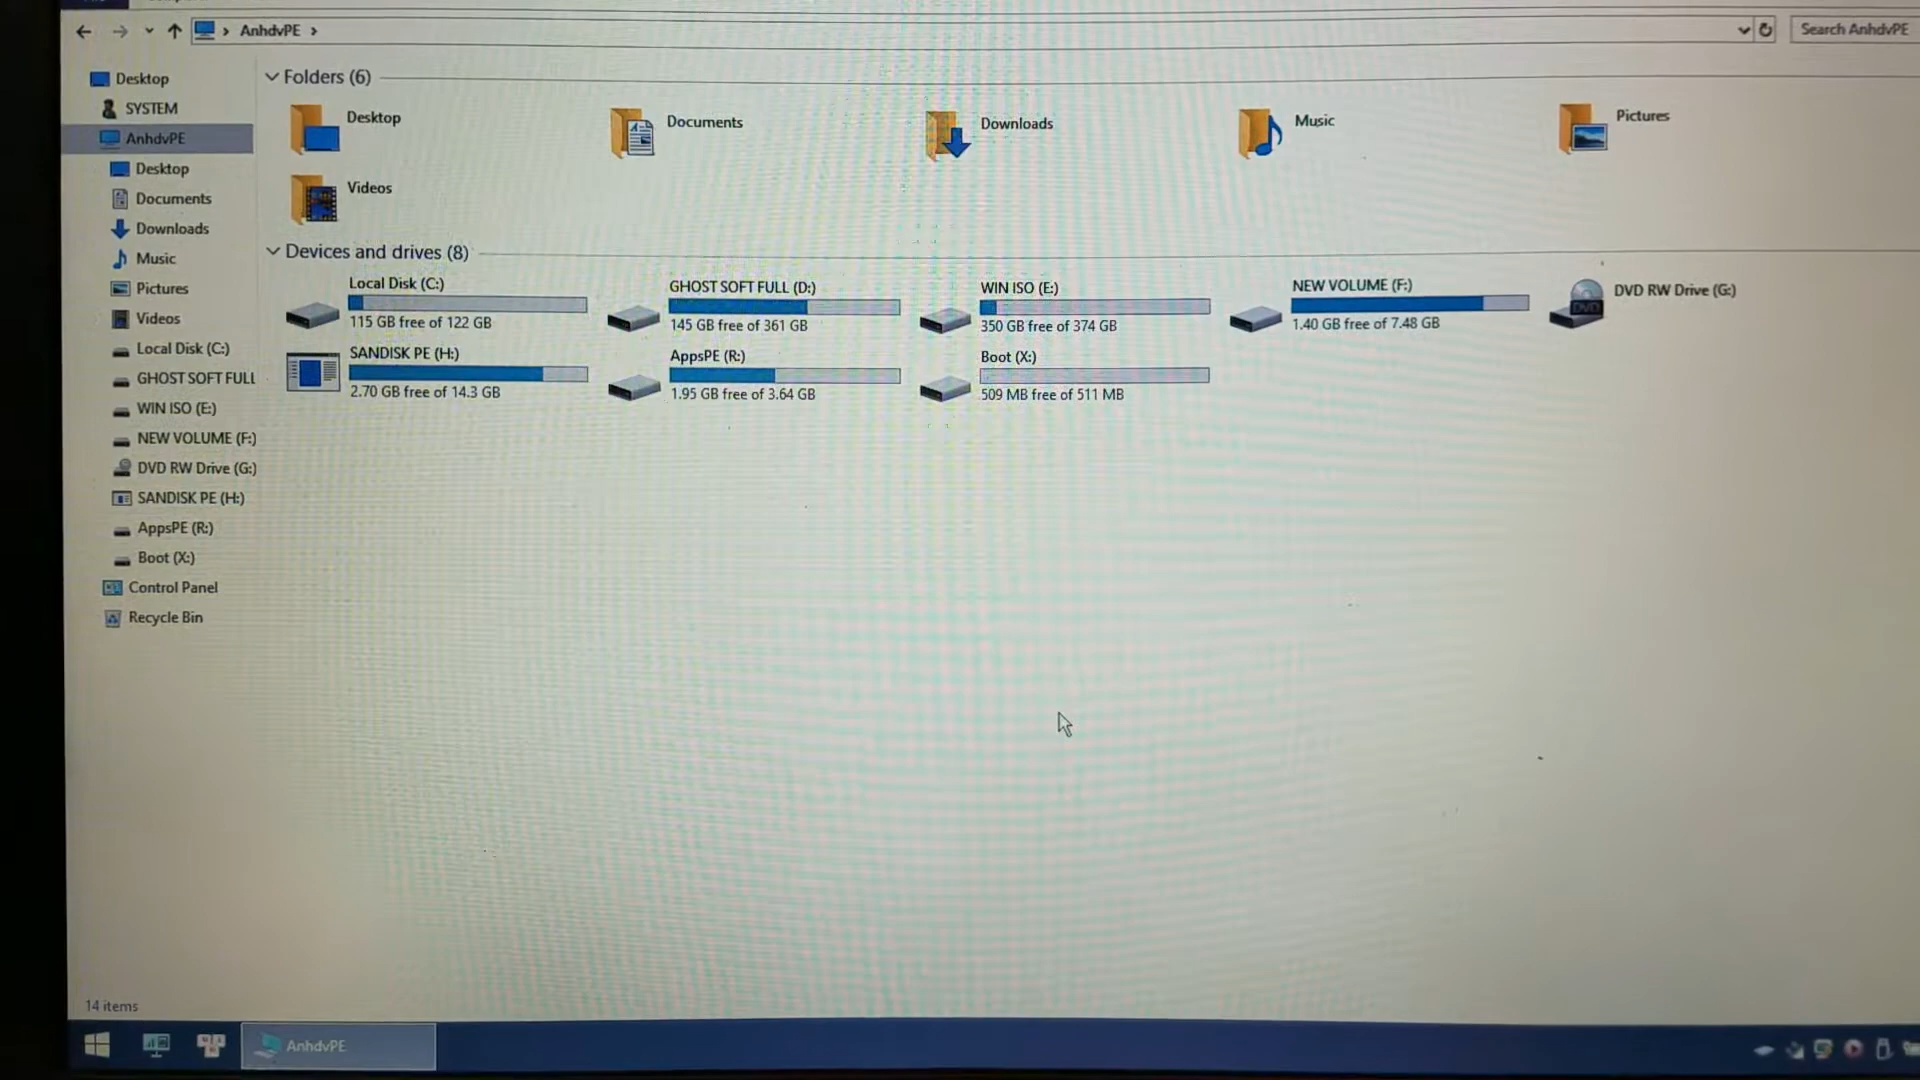 AnhdvPE
Search AnhdvPE
Desktop
SYSTEM
AnhdvPE
Desktop
Documents
Downloads
Music
Pictures
Videos
Local Disk (C:)
GHOST SOFT FULL
WIN ISO (E:)
NEW VOLUME (F:)
DVD RW Drive (G:)
SANDISK PE (H:)
AppsPE (R:)
Boot (X:)
Control Panel
Recycle Bin
Folders (6)
Desktop
Documents
Downloads
Music
Pictures
Videos
Devices and drives (8)
Local Disk (C:)
115 GB free of 122 GB
GHOST SOFT FULL (D:)
145 GB free of 361 GB
WIN ISO (E:)
350 GB free of 374 GB
NEW VOLUME (F:)
1.40 GB free of 7.48 GB
DVD RW Drive (G:)
DVD
SANDISK PE (H:)
2.70 GB free of 14.3 GB
AppsPE (R:)
1.95 GB free of 3.64 GB
Boot (X:)
509 MB free of 511 MB
14 items
AnhdvPE